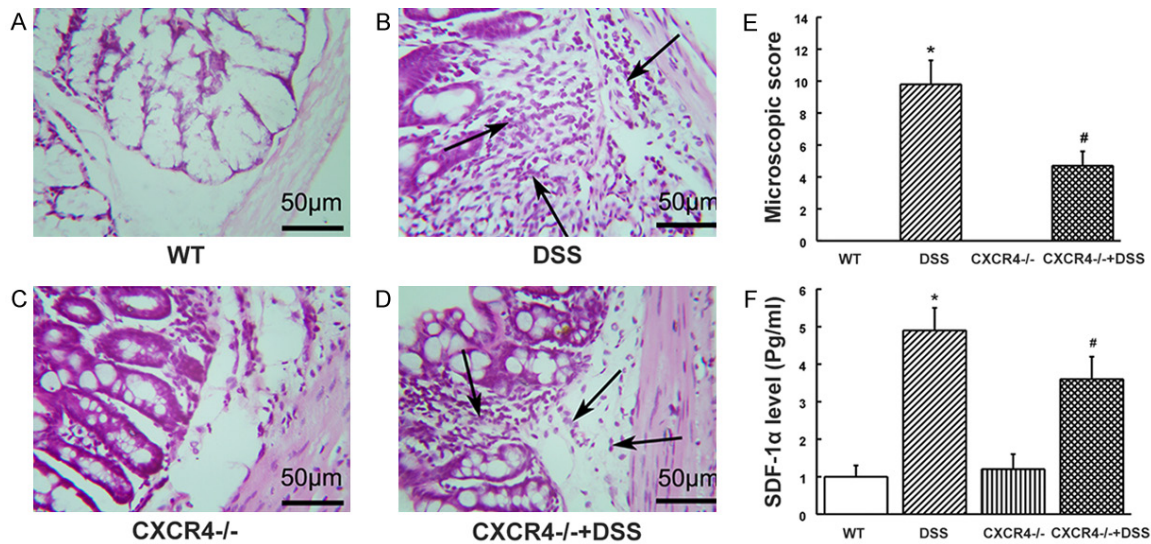 A
50µm
WT
B
50µm
DSS
C
50µm
CXCR4-/-
D
50µm
CXCR4-/-+DSS
E
Microscopic score
14
12
10
8
6
4
2
0
*
#
WT DSS CXCR4-/- CXCR4-/-+DSS
F
SDF-1α level (Pg/ml)
6
5
4
3
2
1
0
*
#
WT DSS CXCR4-/- CXCR4-/-+DSS